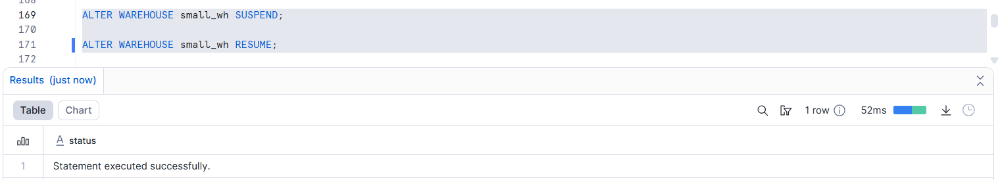 168
169 ALTER WAREHOUSE small_wh SUSPEND;
170
171 ALTER WAREHOUSE small_wh RESUME;
172
Results (just now)
Table Chart 1 row 52ms
A status
1 Statement executed successfully.